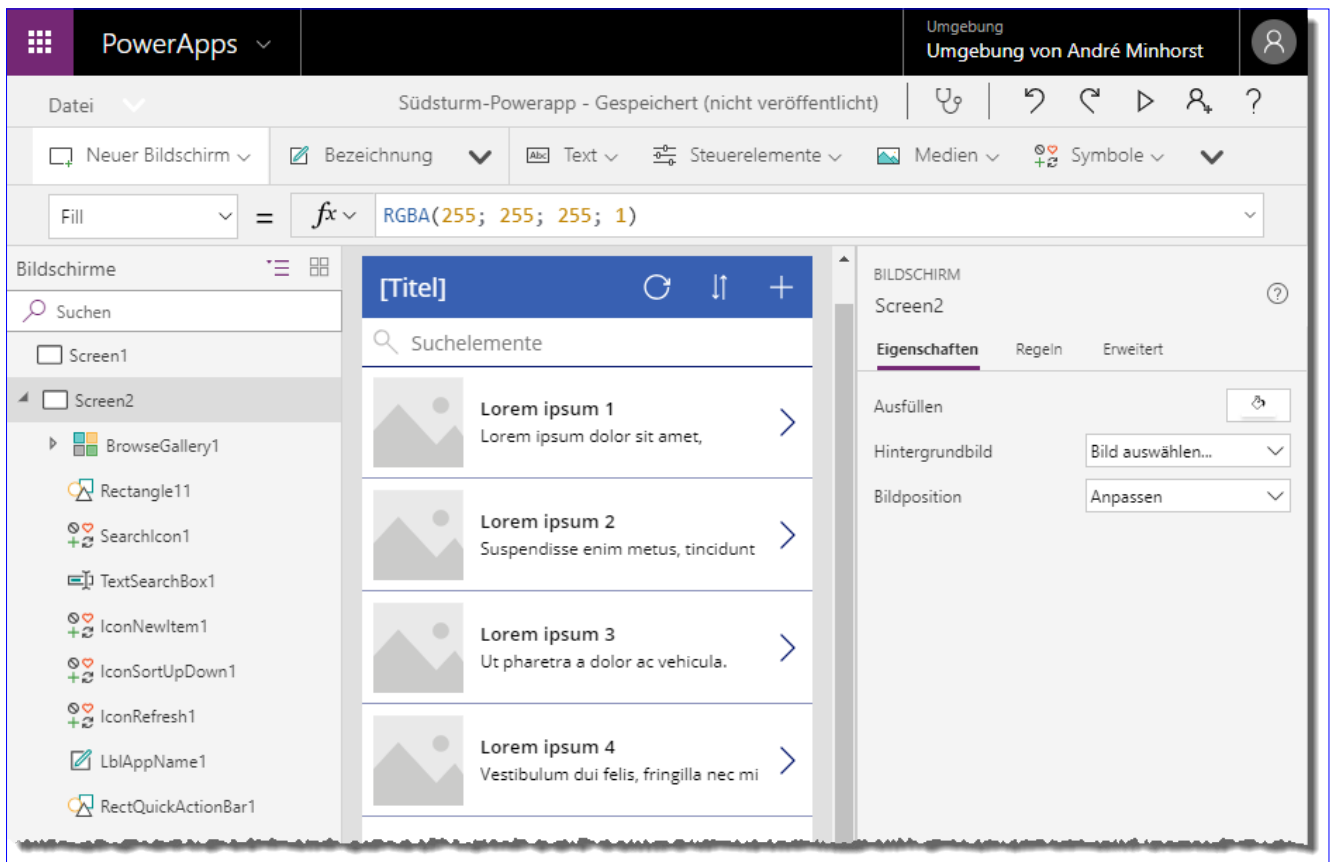 PowerApps
Umgebung
Umgebung von André Minhorst
Datei
Südsturm-Powerapp - Gespeichert (nicht veröffentlicht)
?
Neuer Bildschirm
Bezeichnung
Abc Text
Steuerelemente
Medien
Symbole
Fill
=
fx
RGBA(255; 255; 255; 1)
Bildschirme
Suchen
Screen1
Screen2
BrowseGallery1
Rectangle11
SearchIcon1
TextSearchBox1
IconNewItem1
IconSortUpDown1
IconRefresh1
LblAppName1
RectQuickActionBar1
[Titel]
Suchelemente
Lorem ipsum 1
Lorem ipsum dolor sit amet,
Lorem ipsum 2
Suspendisse enim metus, tincidunt
Lorem ipsum 3
Ut pharetra a dolor ac vehicula.
Lorem ipsum 4
Vestibulum dui felis, fringilla nec mi
BILDSCHIRM
Screen2
?
Eigenschaften Regeln Erweitert
Ausfüllen
Hintergrundbild Bild auswählen...
Bildposition Anpassen